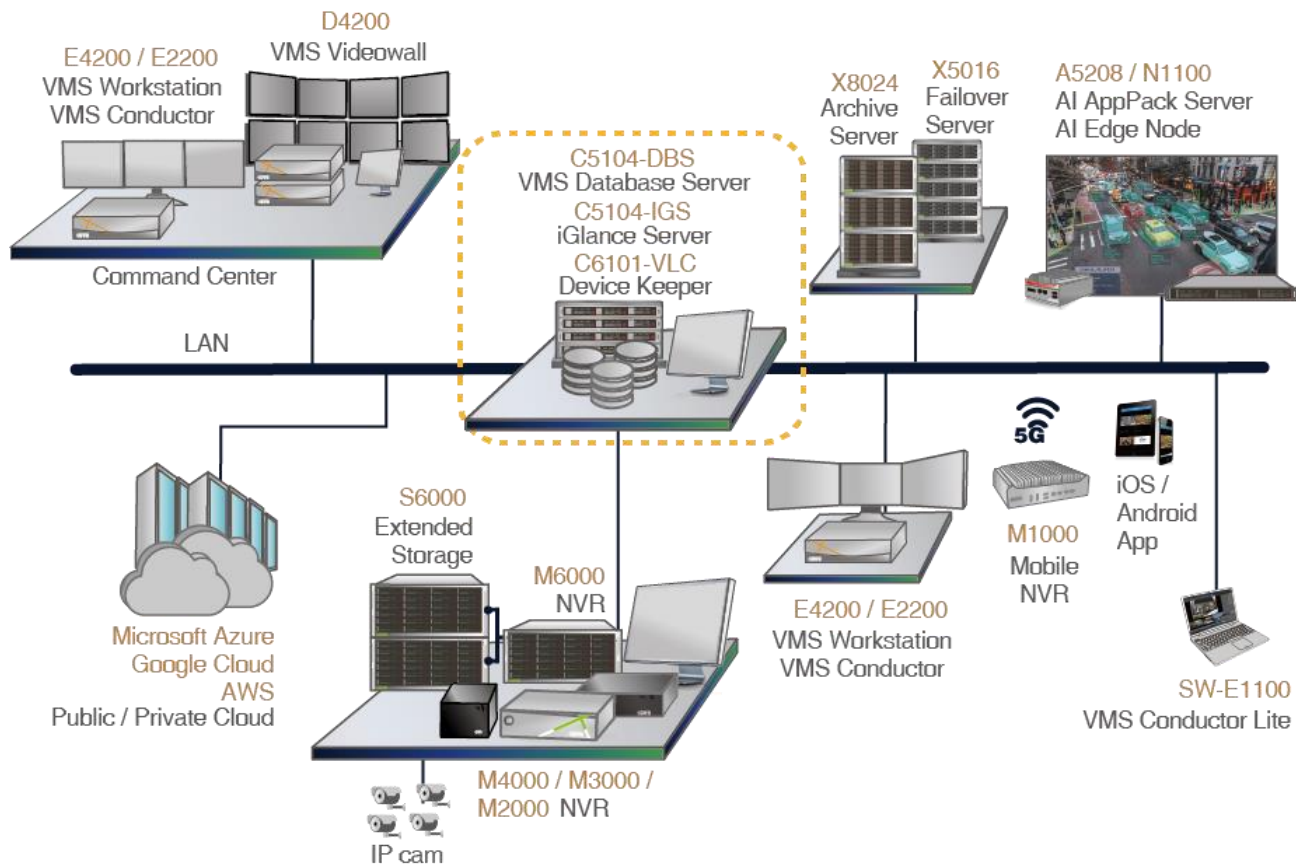 D4200
VMS Videowall
E4200 / E2200
VMS Workstation
VMS Conductor
Command Center
C5104-DBS
VMS Database Server
C5104-IGS
iGlance Server
C6101-VLC
Device Keeper
X8024
Archive
Server
X5016
Failover
Server
A5208 / N1100
AI AppPack Server
AI Edge Node
LAN
Microsoft Azure
Google Cloud
AWS
Public / Private Cloud
S6000
Extended
Storage
M6000
NVR
M4000 / M3000 /
M2000 NVR
IP cam
E4200 / E2200
VMS Workstation
VMS Conductor
5G
M1000
Mobile
NVR
iOS /
Android
App
SW-E1100
VMS Conductor Lite